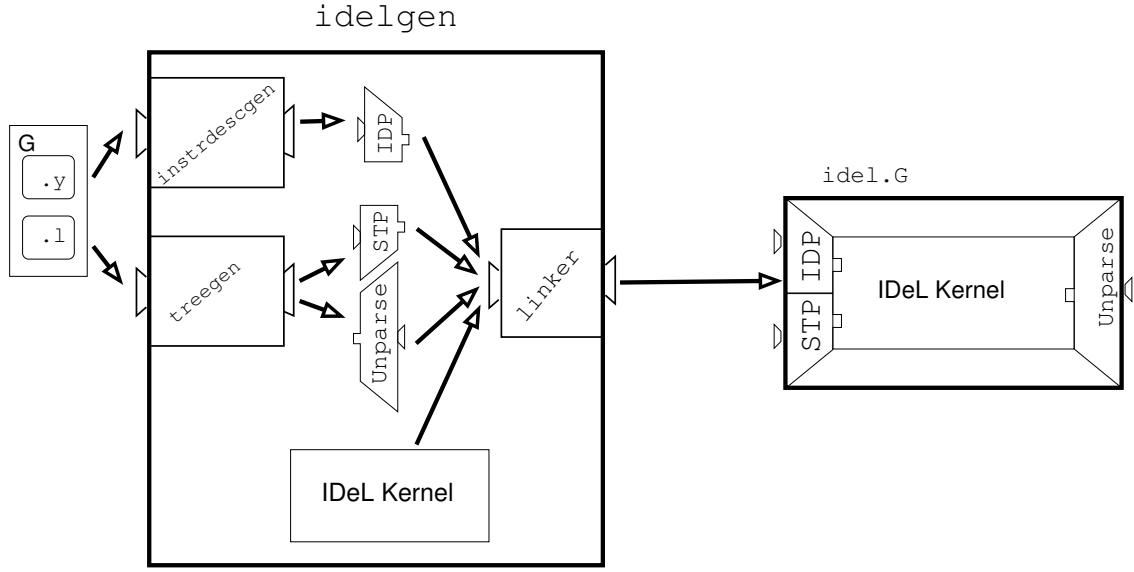 idelgen
G
.y
.l
instrdescgen
IDP
treegen
STP
Unparse
linker
IDeL Kernel
idel.G
IDP
STP
IDeL Kernel
Unparse